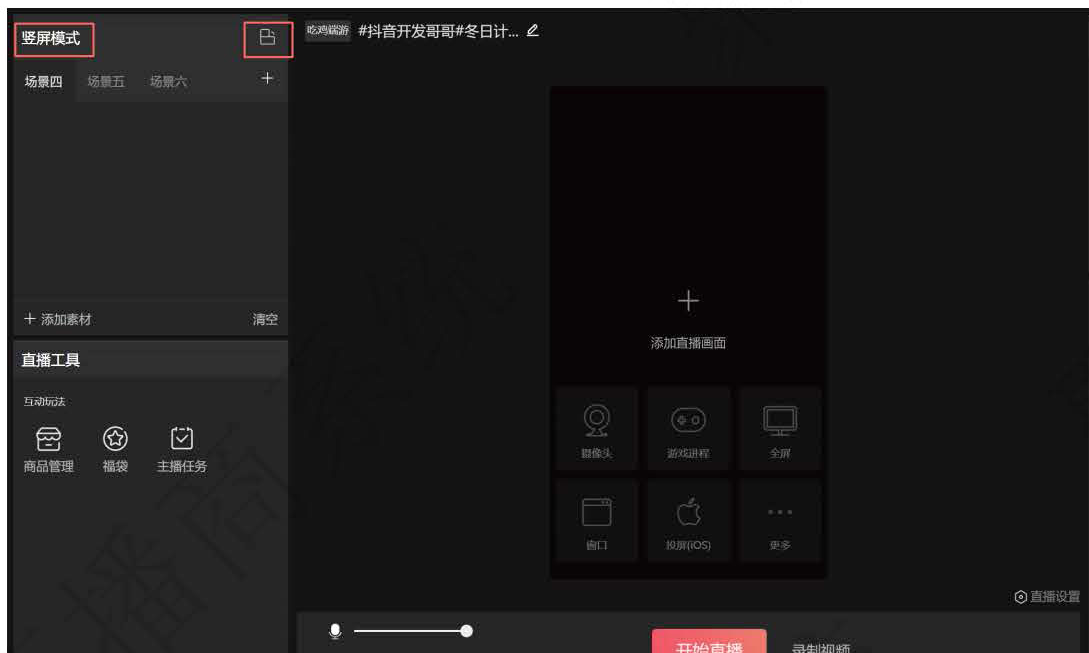 竖屏模式
吃鸡端游 #抖音开发哥哥#冬日计...
场景四 场景五 场景六 +
+ 添加素材 清空
直播工具
互动玩法
商品管理 福袋 主播任务
+
添加直播画面
摄像头 游戏进程 全屏
窗口 投屏(iOS) 更多
直播设置
开始直播 录制视频